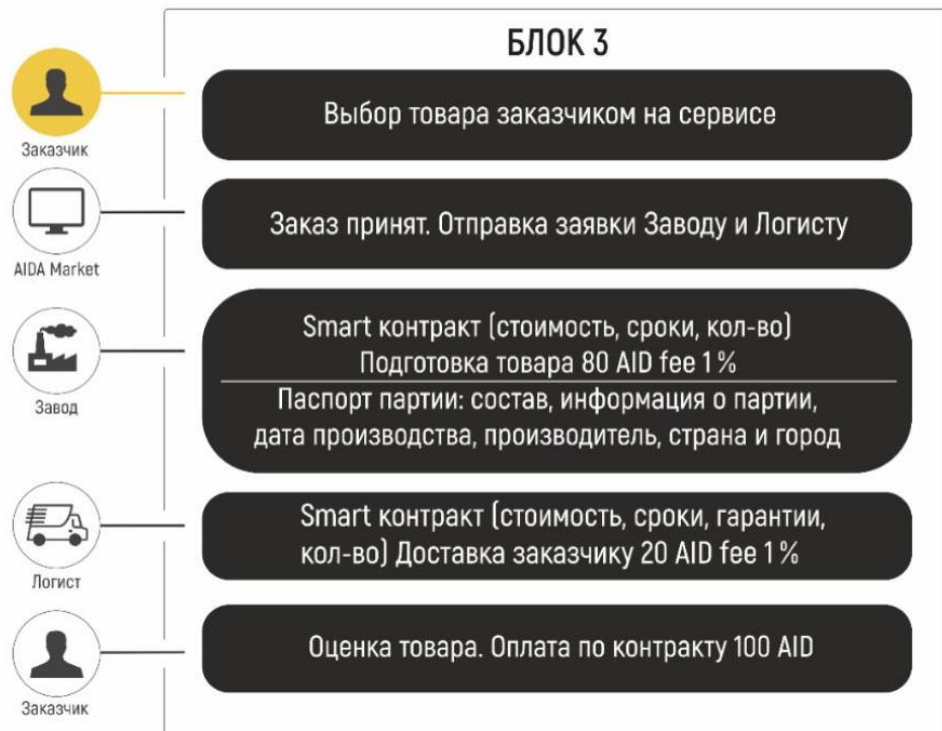 БЛОК 3
Заказчик
Выбор товара заказчиком на сервисе
AIDA Market
Заказ принят. Отправка заявки Заводу и Логисту
Завод
Smart контракт (стоимость, сроки, кол-во)
Подготовка товара 80 AID fee 1 %
Паспорт партии: состав, информация о партии,
дата производства, производитель, страна и город
Логист
Smart контракт (стоимость, сроки, гарантии,
кол-во) Доставка заказчику 20 AID fee 1 %
Заказчик
Оценка товара. Оплата по контракту 100 AID